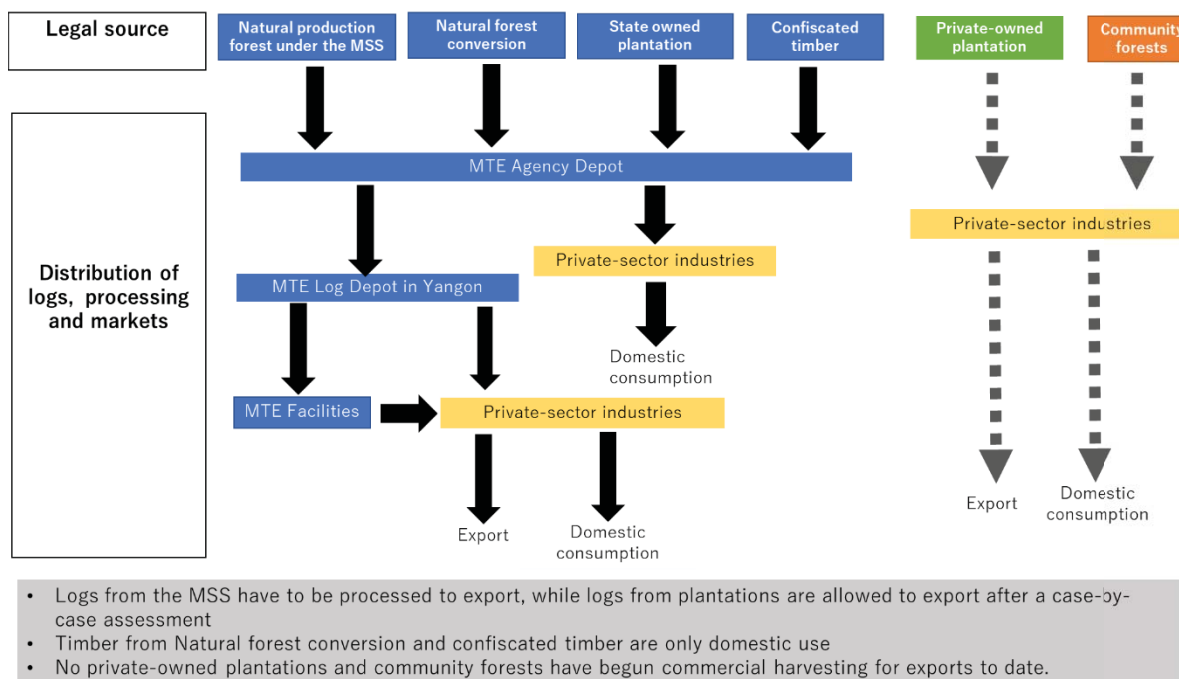 Legal source
Natural production
forest under the MSS
Natural forest
conversion
State owned
plantation
Confiscated
timber
Private-owned
plantation
Community
forests
MTE Agency Depot
Distribution of
logs, processing
and markets
Private-sector industries
Private-sector industries
MTE Log Depot in Yangon
Domestic
consumption
MTE Facilities
Private-sector industries
Export
Domestic
consumption
Export
Domestic
consumption
• Logs from the MSS have to be processed to export, while logs from plantations are allowed to export after a case-by-
case assessment
• Timber from Natural forest conversion and confiscated timber are only domestic use
• No private-owned plantations and community forests have begun commercial harvesting for exports to date.